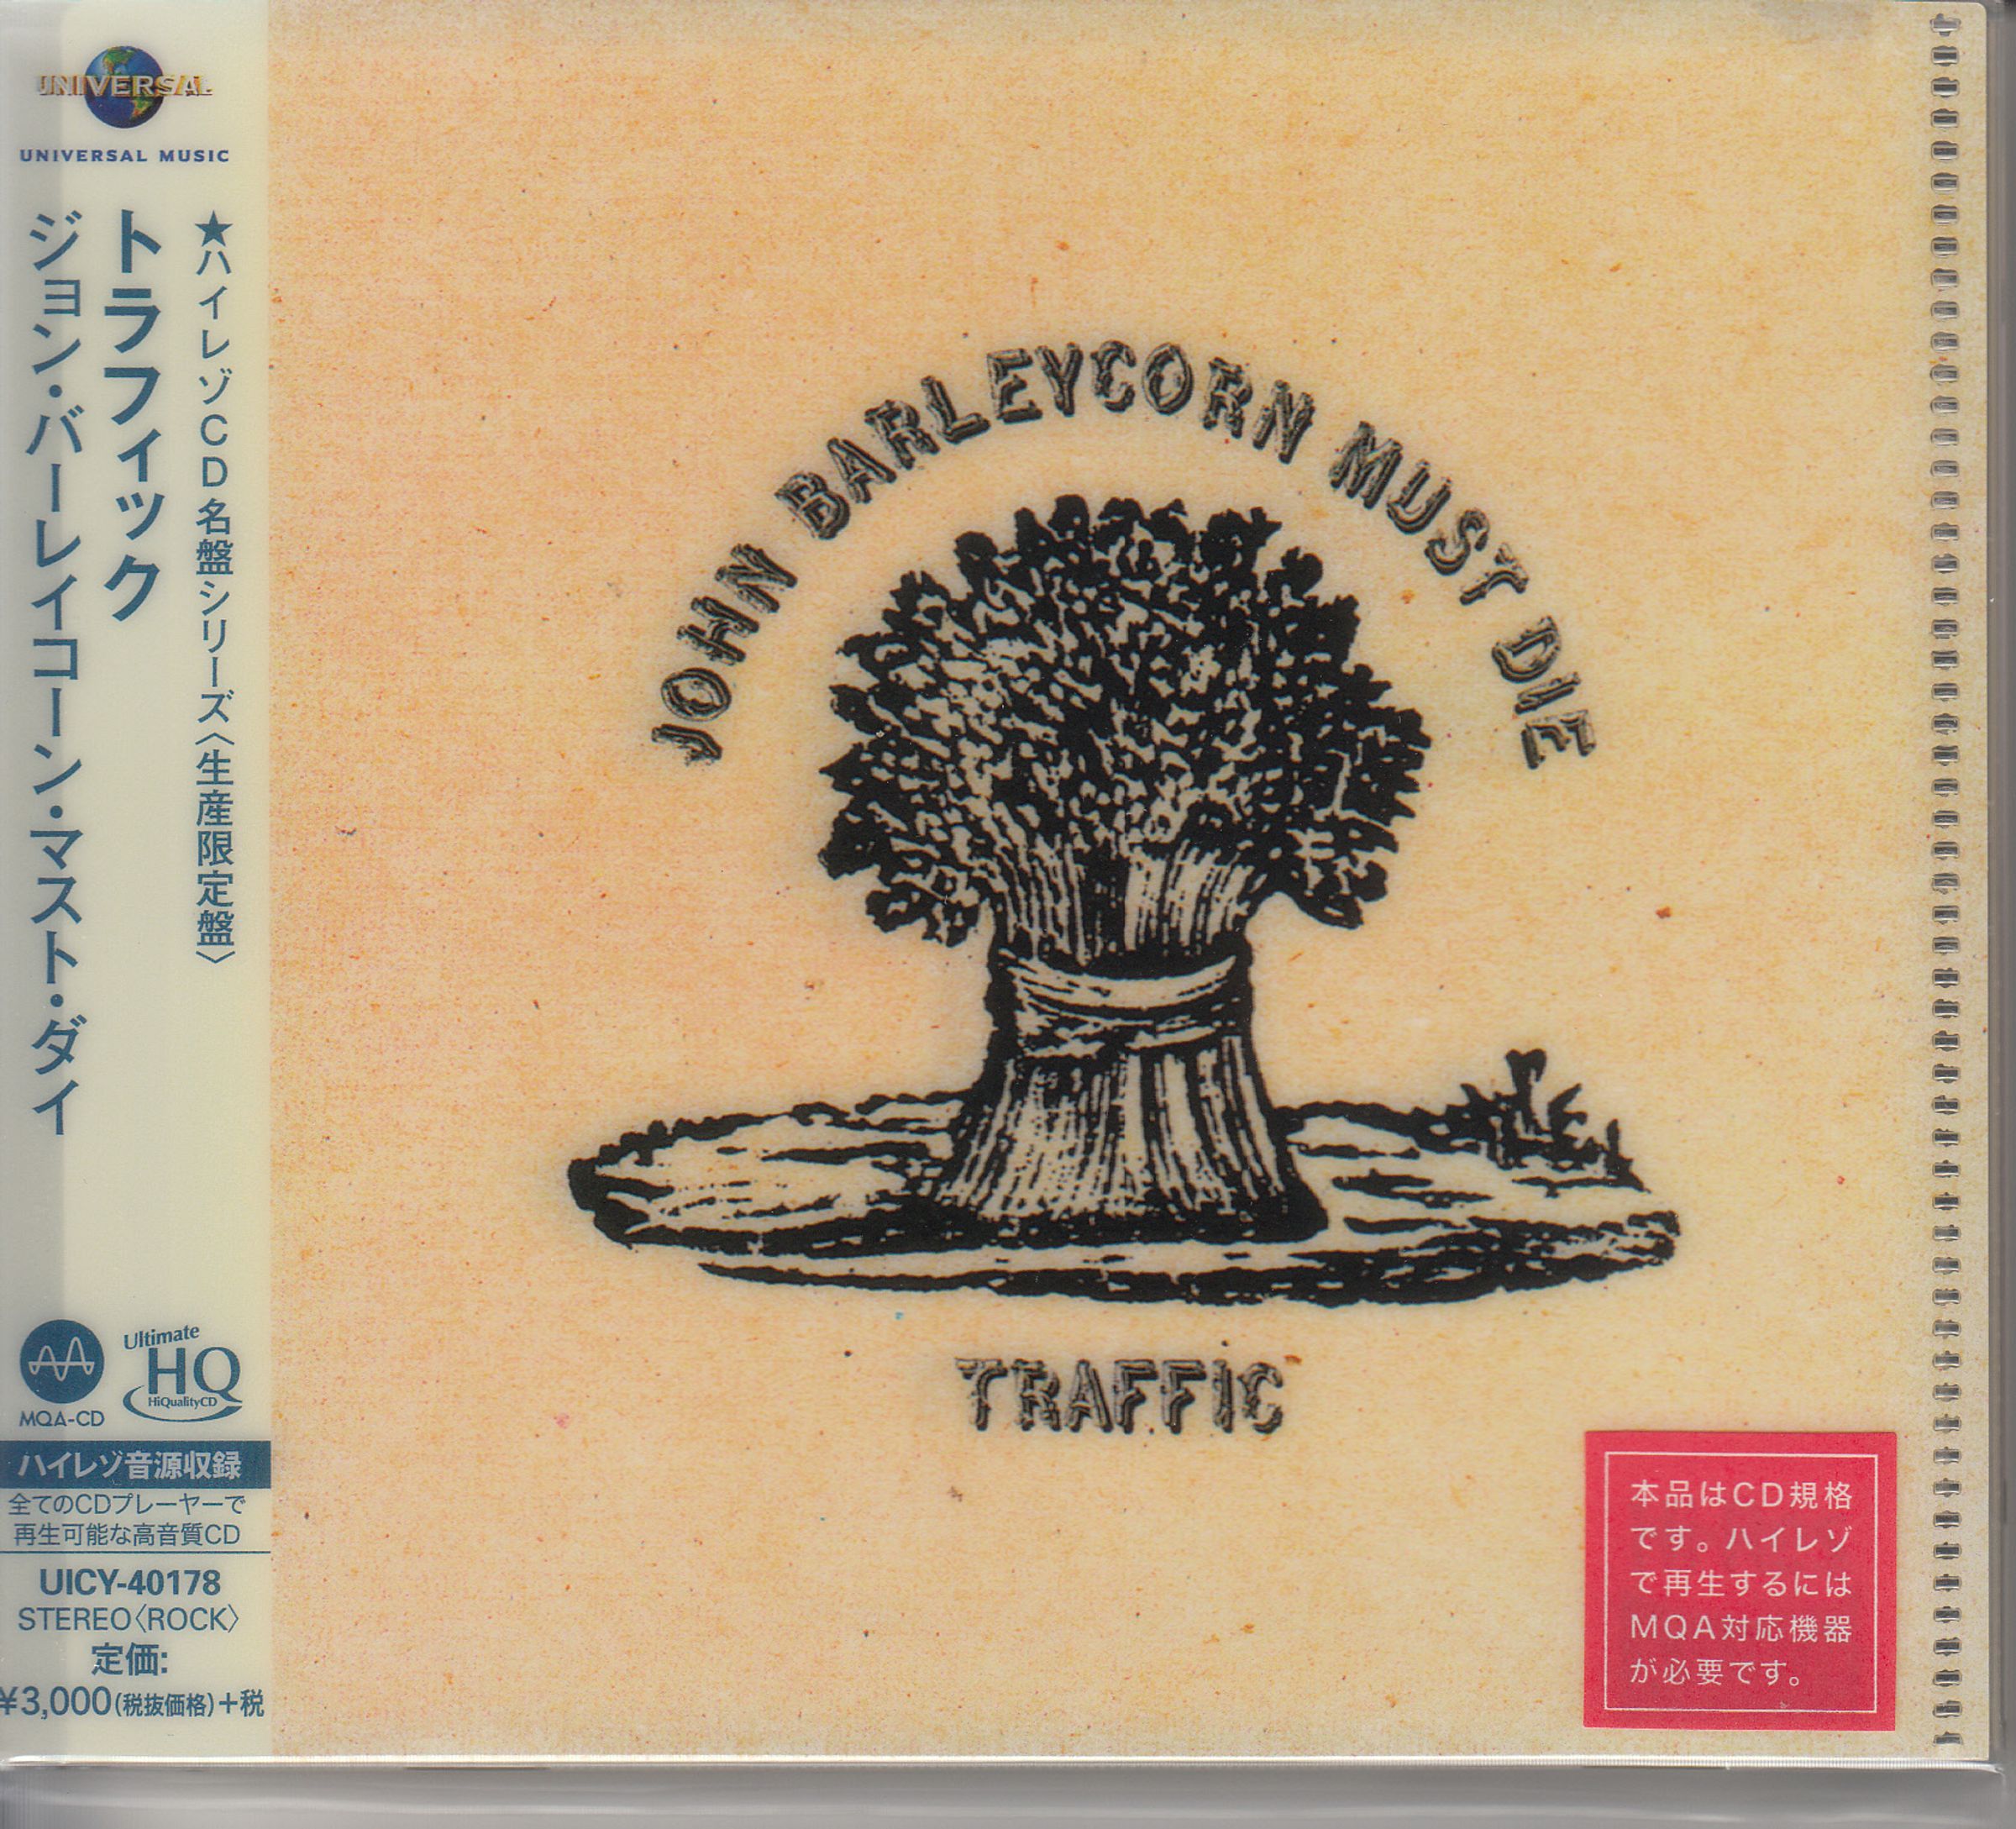 UNIVERSAL
UNIVERSAL MUSIC
★ハイレゾCD名盤シリーズ〈生産限定盤〉
トラフィック
ジョン・バーレイコーン・マスト・ダイ
MQA-CD
Ultimate
HQ
HiQualityCD
ハイレゾ音源収録
全てのCDプレーヤーで
再生可能な高音質CD
UICY-40178
STEREO〈ROCK〉
定価:
¥3,000(税抜価格)+税
JOHN BARLEYCORN MUST DIE
TRAFFIC
本品はCD規格
です。ハイレゾ
で再生するには
MQA対応機器
が必要です。